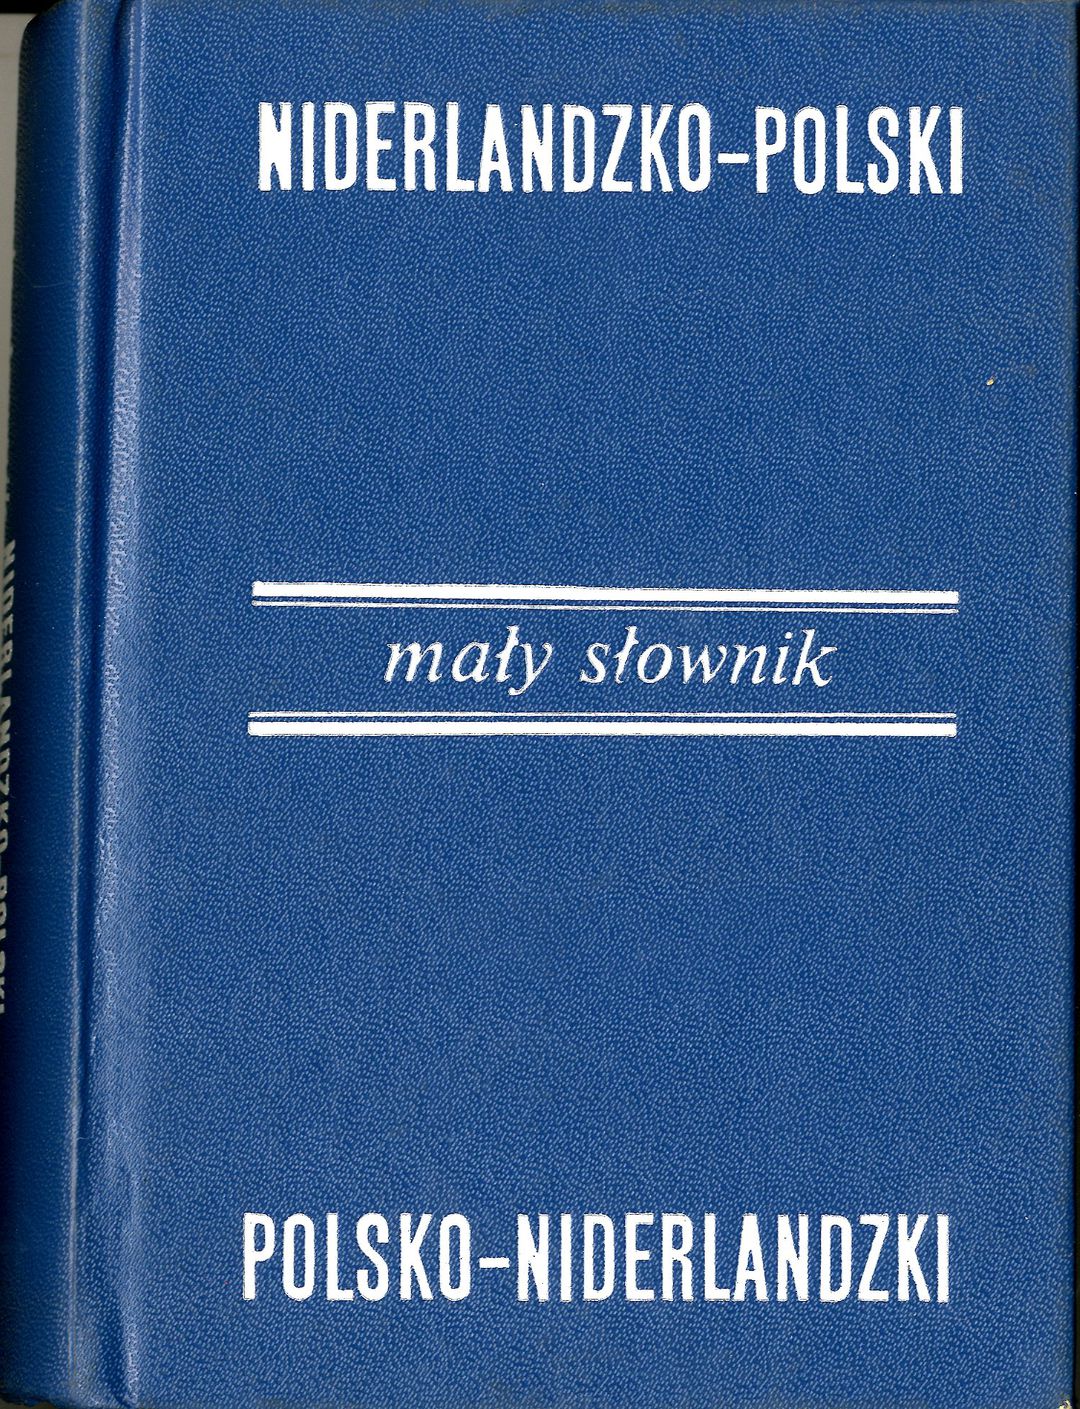 NIDERLANDZKO-POLSKI
mały słownik
POLSKO-NIDERLANDZKI
NIDERLANDZKO-POLSKI